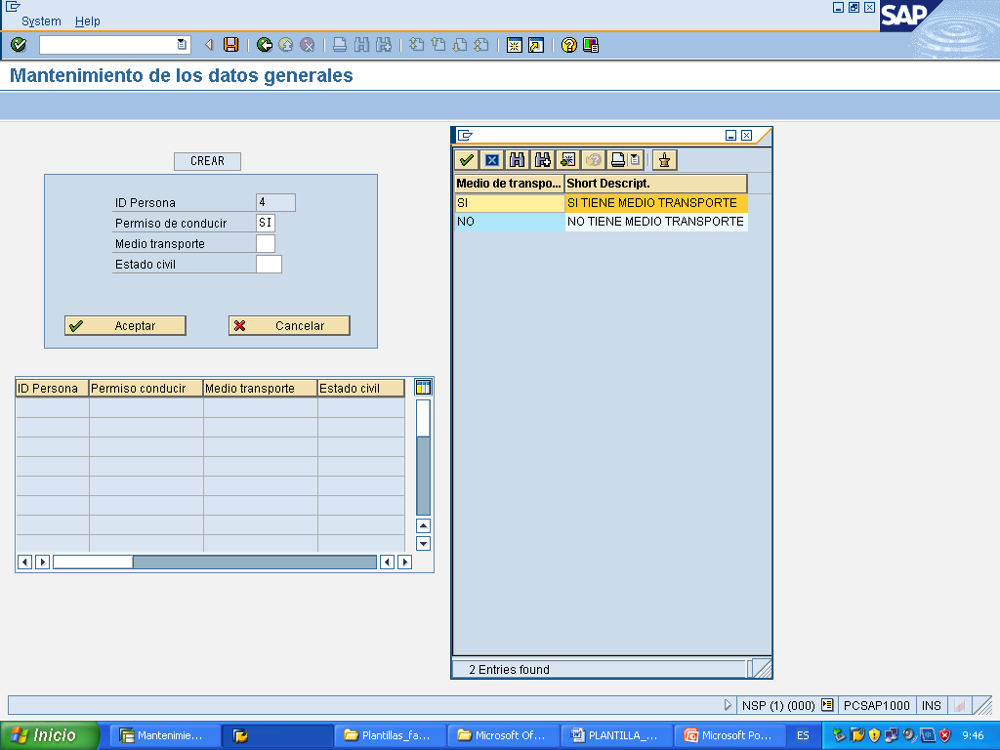 System Help
SAP
Mantenimiento de los datos generales
CREAR
ID Persona 4
Permiso de conducir SI
Medio transporte
Estado civil
Aceptar Cancelar
ID Persona Permiso conducir Medio transporte Estado civil
Medio de transpo... Short Descript.
SI SI TIENE MEDIO TRANSPORTE
NO NO TIENE MEDIO TRANSPORTE
2 Entries found
NSP (1) (000) PCSAP1000 INS
Inicio Mantenimie... Plantillas_fa... Microsoft Of... PLANTILLA_... Microsoft Po... ES 9:46